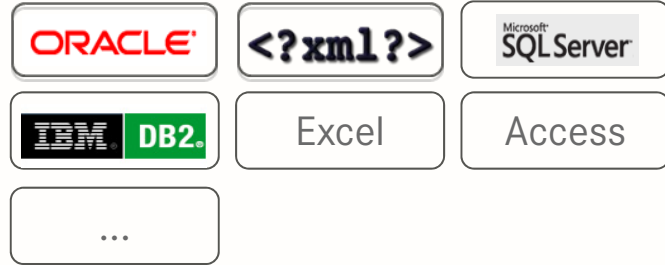 ORACLE®
<?xml?>
Microsoft®
SQL Server®
IBM® DB2®
Excel
Access
...